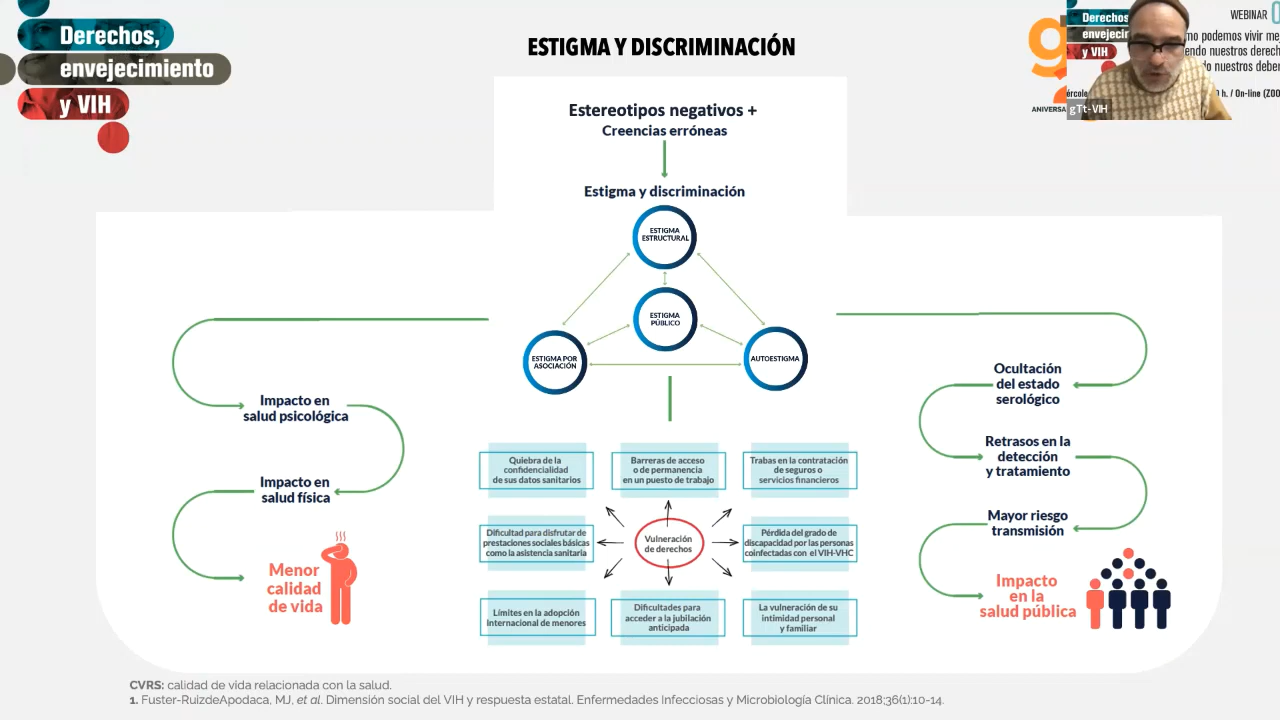 Derechos,
envejecimiento
y VIH
ESTIGMA Y DISCRIMINACIÓN
WEBINAR
Derechos
y VIH
gTt-VIH
h. / On-line (ZOO
Estereotipos negativos +
Creencias erróneas
Estigma y discriminación
ESTIGMA
ESTRUCTURAL
ESTIGMA
PÚBLICO
ESTIGMA POR
ASOCIACIÓN
AUTOESTIGMA
Impacto en
salud psicológica
Impacto en
salud física
Menor
calidad
de vida
Quiebra de la
confidencialidad
de sus datos sanitarios
Barreras de acceso
o de permanencia
en un puesto de trabajo
Trabas en la contratación
de seguros o
servicios financieros
Dificultad para disfrutar de
prestaciones sociales básicas
como la asistencia sanitaria
Vulneración
de derechos
Pérdida del grado de
discapacidad por las personas
coinfectadas con el VIH-VHC
Límites en la adopción
Internacional de menores
Dificultades para
acceder a la jubilación
anticipada
La vulneración de su
intimidad personal
y familiar
Ocultación
del estado
serológico
Retrasos en la
detección
y tratamiento
Mayor riesgo
transmisión
Impacto
en la
salud pública
CVRS: calidad de vida relacionada con la salud.
1. Fuster-RuizdeApodaca, MJ, et al. Dimensión social del VIH y respuesta estatal. Enfermedades Infecciosas y Microbiología Clínica. 2018;36(1):10-14.